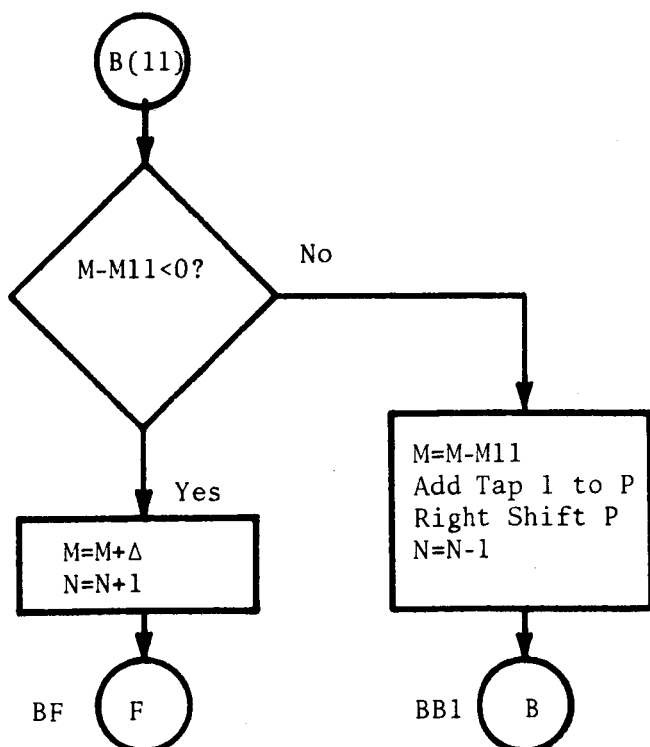 B(11)
M-M11<0?
No
Yes
M=M+Δ
N=N+1
M=M-M11
Add Tap 1 to P
Right Shift P
N=N-1
BF
F
BB1
B